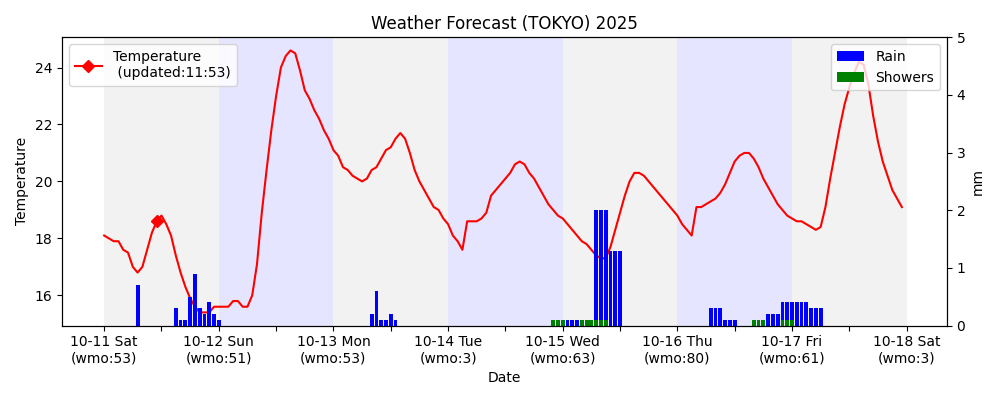 Weather Forecast (TOKYO) 2025
Temperature
(updated:11:53)
Rain
Showers
Temperature
24
22
20
18
16
5
4
3
2
1
0
mm
10-11 Sat
(wmo:53)
10-12 Sun
(wmo:51)
10-13 Mon
(wmo:53)
10-14 Tue
(wmo:3)
10-15 Wed
(wmo:63)
10-16 Thu
(wmo:80)
10-17 Fri
(wmo:61)
10-18 Sat
(wmo:3)
Date